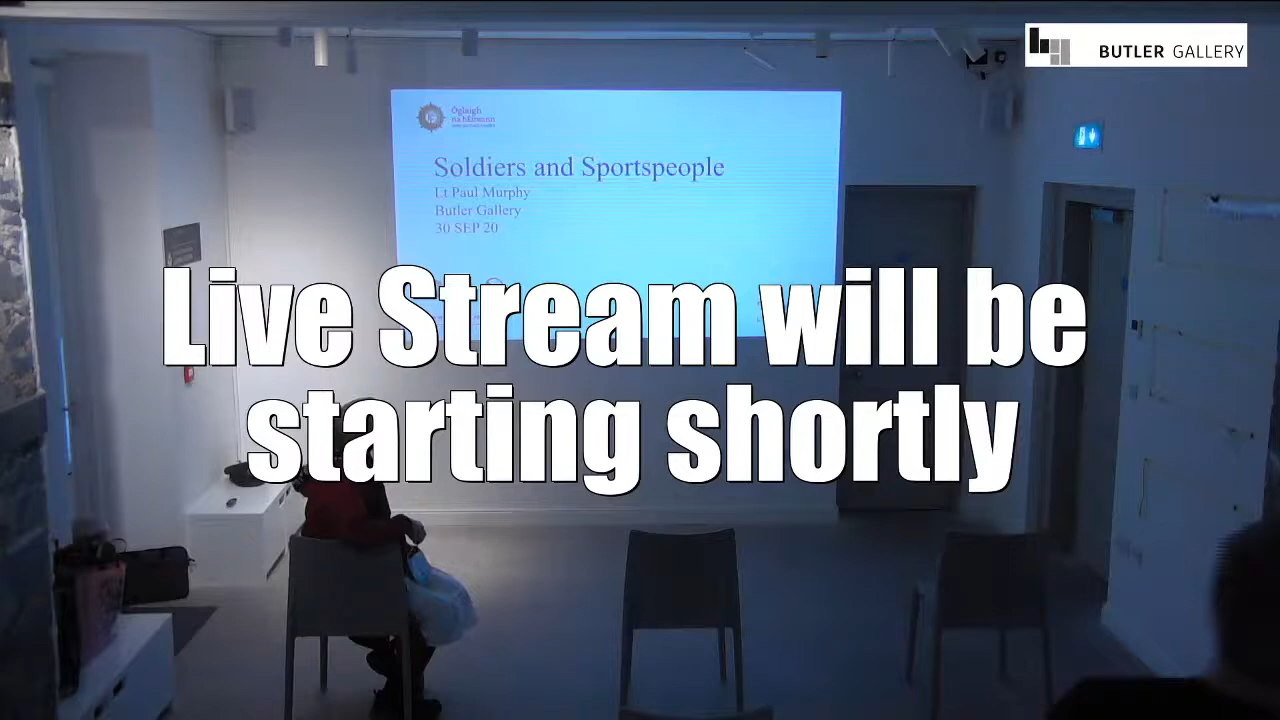 BUTLER GALLERY
Óglaigh
na hÉireann
Soldiers and Sportspeople
Lt Paul Murphy
Butler Gallery
30 SEP 20
Live Stream will be
starting shortly